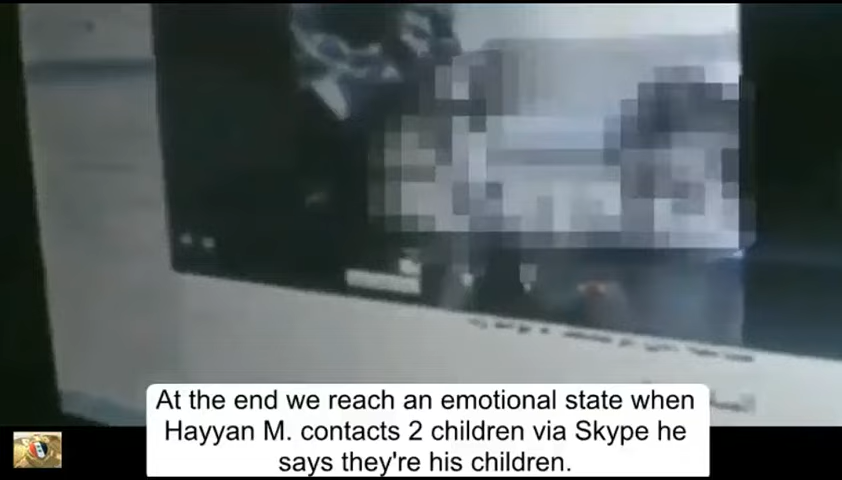 At the end we reach an emotional state when
Hayyan M. contacts 2 children via Skype he
says they're his children.